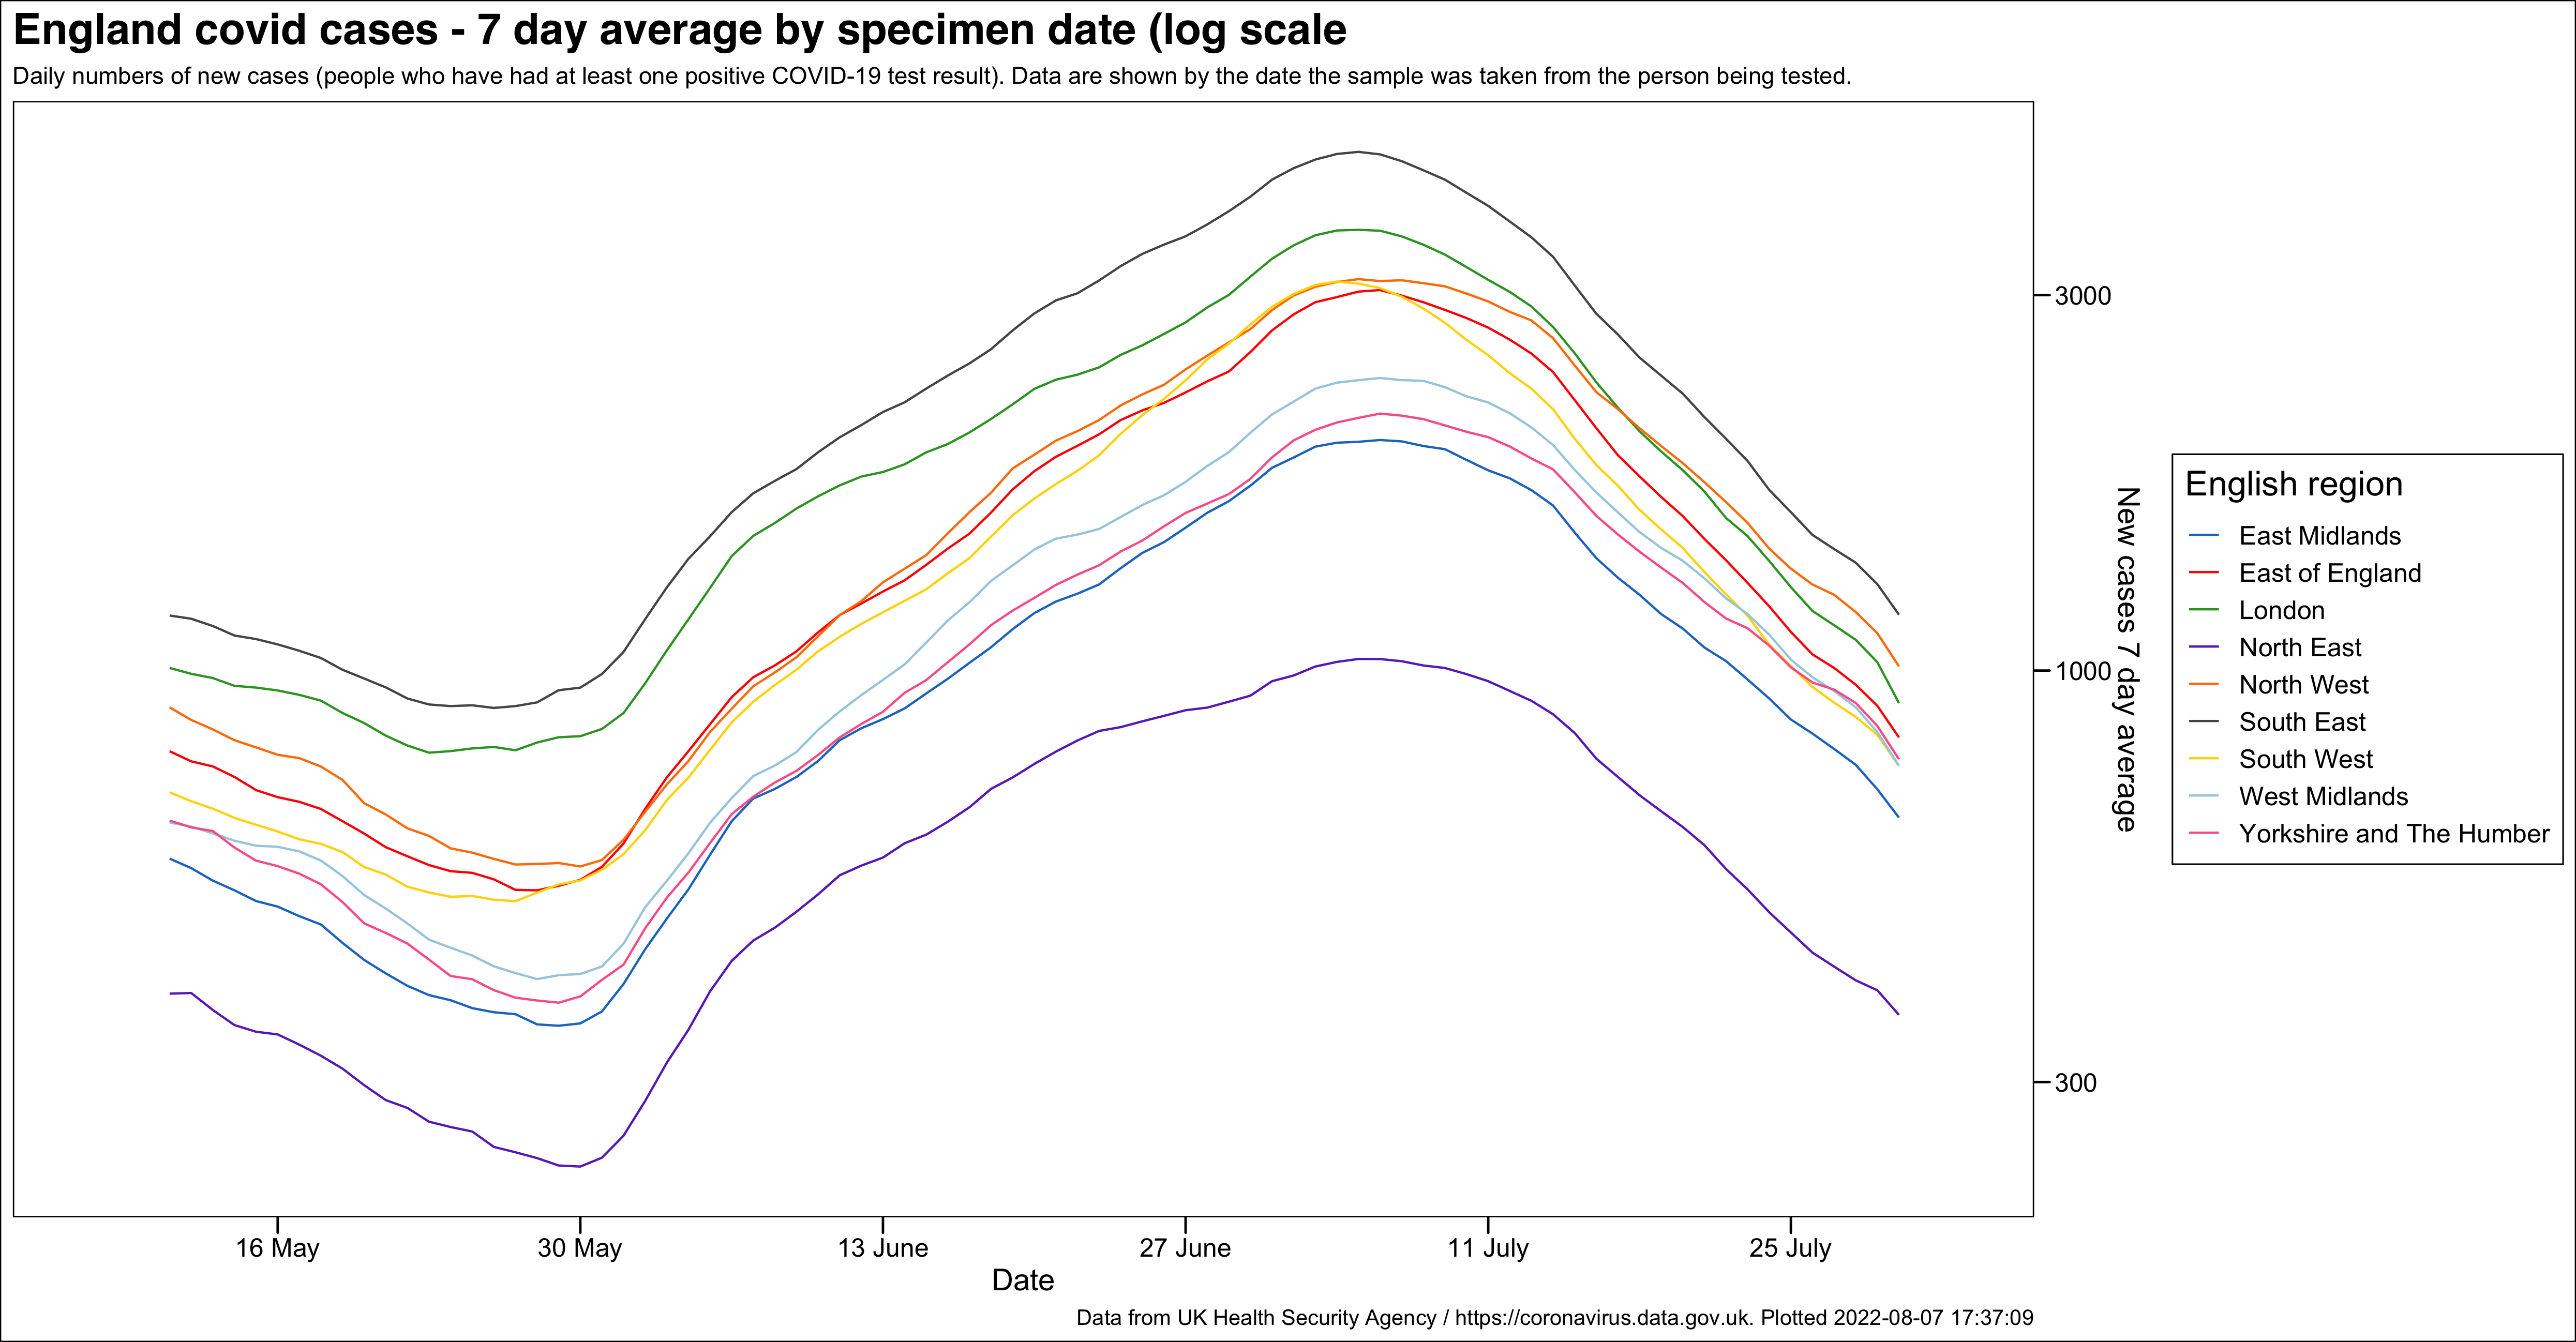 England covid cases - 7 day average by specimen date (log scale
Daily numbers of new cases (people who have had at least one positive COVID-19 test result). Data are shown by the date the sample was taken from the person being tested.
3000
1000
300
New cases 7 day average
English region
East Midlands
East of England
London
North East
North West
South East
South West
West Midlands
Yorkshire and The Humber
16 May
30 May
13 June
27 June
11 July
25 July
Date
Data from UK Health Security Agency / https://coronavirus.data.gov.uk. Plotted 2022-08-07 17:37:09